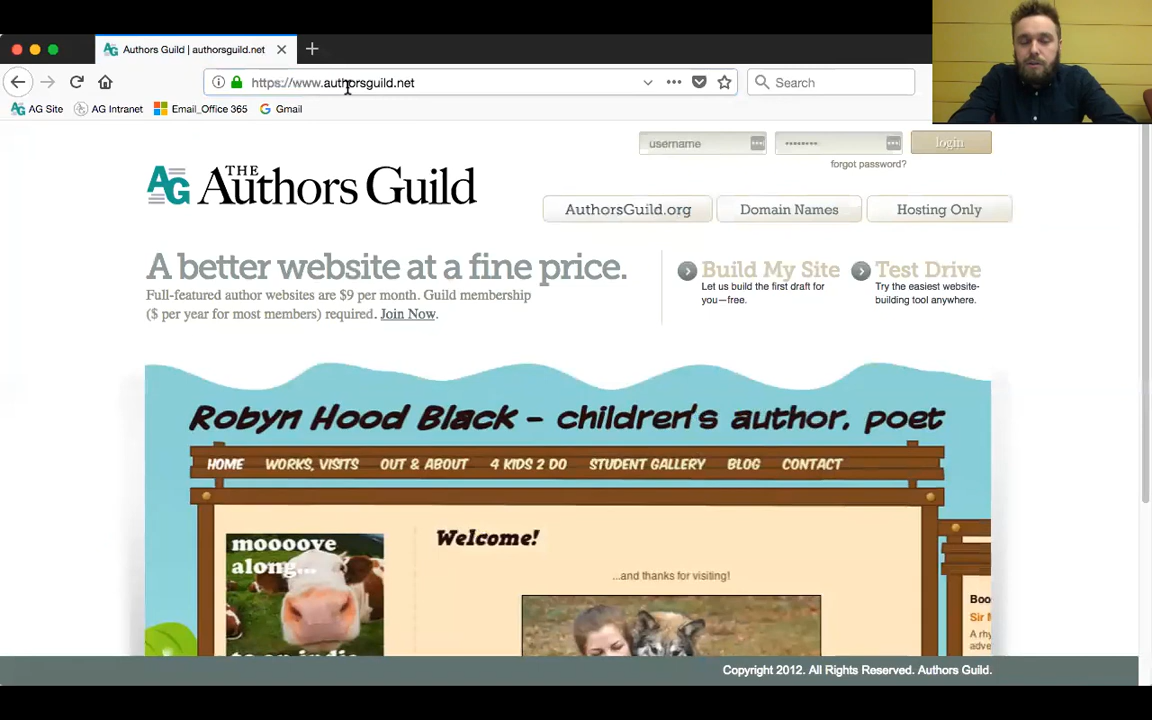 Authors Guild | authorsguild.net
https://www.authorsguild.net
Search
AG Site
AG Intranet
Email_Office 365
Gmail
username
login
forgot password?
AG THE Authors Guild
AuthorsGuild.org
Domain Names
Hosting Only
A better website at a fine price.
Full-featured author websites are $9 per month. Guild membership
($ per year for most members) required. Join Now.
Build My Site
Let us build the first draft for
you—free.
Test Drive
Try the easiest website-
building tool anywhere.
Robyn Hood Black - children's author, poet
HOME WORKS, VISITS OUT & ABOUT 4 KIDS 2 DO STUDENT GALLERY BLOG CONTACT
moooove
along...
Welcome!
...and thanks for visiting!
Boo
Sir M
A rhy
adve
Copyright 2012. All Rights Reserved. Authors Guild.